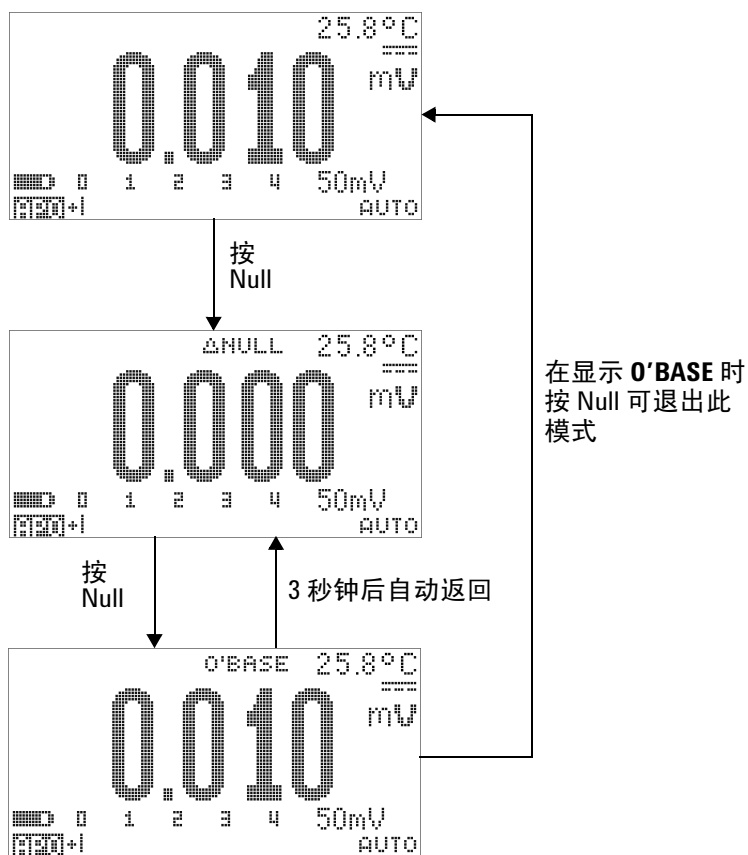 25.8°C
0.010 mV
0 1 2 3 4 50mV
APO AUTO
按
Null
ΔNULL 25.8°C
0.000 mV
0 1 2 3 4 50mV
APO AUTO
在显示 O'BASE 时
按 Null 可退出此
模式
按
Null
3 秒钟后自动返回
O'BASE 25.8°C
0.010 mV
0 1 2 3 4 50mV
APO AUTO